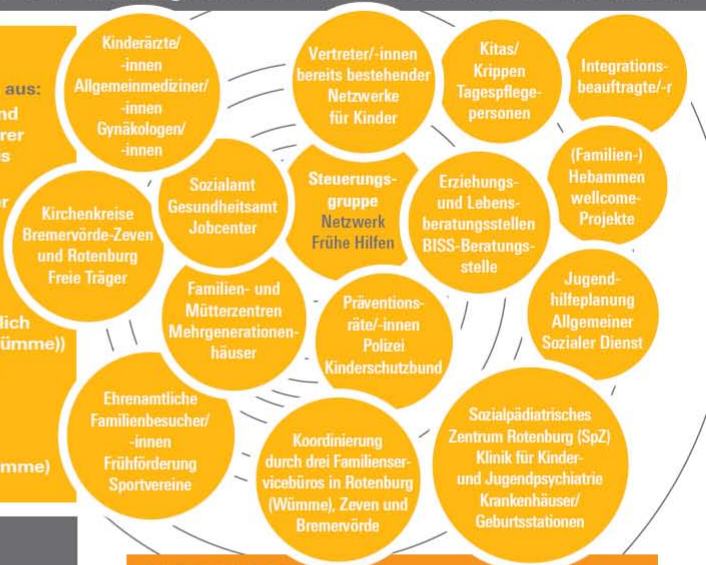 aus:
nd
rer
s
er
lich
ümme))
mme)
Kinderärzte/
-innen
Allgemeinmediziner/
-innen
Gynäkologen/
-innen
Vertreter/-innen
bereits bestehender
Netzwerke
für Kinder
Kitas/
Krippen
Tagespflege-
personen
Integrations-
beauftragte/-r
Sozialamt
Gesundheitsamt
Jobcenter
Steuerungs-
gruppe
Netzwerk
Frühe Hilfen
Erziehungs-
und Lebens-
beratungsstellen
BISS-Beratungs-
stelle
(Familien-)
Hebammen
wellcome-
Projekte
Kirchenkreise
Bremervörde-Zeven
und Rotenburg
Freie Träger
Familien- und
Mütterzentren
Mehrgenerationen-
häuser
Präventions-
räte/-innen
Polizei
Kinderschutzbund
Jugend-
hilfeplanung
Allgemeiner
Sozialer Dienst
Ehrenamtliche
Familienbesucher/
-innen
Frühförderung
Sportvereine
Koordinierung
durch drei Familienser-
vicebüros in Rotenburg
(Wümme), Zeven und
Bremervörde
Sozialpädiatrisches
Zentrum Rotenburg (SpZ)
Klinik für Kinder-
und Jugendpsychiatrie
Krankenhäuser/
Geburtsstationen